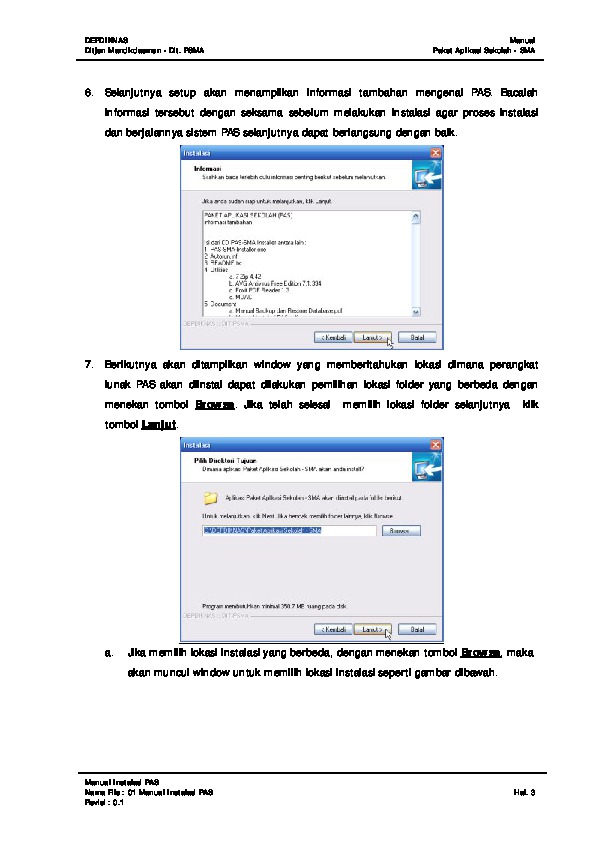 DEPDIKNAS Manual
Ditjen Mandikdasmen - Dit. PSMA Paket Aplikasi Sekolah - SMA
6. Selanjutnya setup akan menampilkan informasi tambahan mengenai PAS. Bacalah
informasi tersebut dengan seksama sebelum melakukan instalasi agar proses instalasi
dan berjalannya sistem PAS selanjutnya dapat berlangsung dengan baik.
Instalasi
Informasi
Silahkan baca terlebih dulu informasi penting berikut sebelum melanjutkan.
Jika anda sudah siap untuk melanjutkan, klik Lanjut.
PAKET APLIKASI SEKOLAH (PAS)
Informasi tambahan
Isi dari CD PAS-SMA Installer antara lain :
1. PAS-SMA Installer.exe
2. Autorun.inf
3. README.txt
4. Utilities
a. 7 Zip 4.42
b. AVG Antivirus Free Edition 7.1.394
c. Foxit PDF Reader 1.3
5. Document
a. Manual Backup dan Restore Database.pdf
DEPDIKNAS - DIT.PSMA
< Kembali Lanjut > Batal
7. Berikutnya akan ditampilkan window yang memberitahukan lokasi dimana perangkat
lunak PAS akan diinstal dapat dilakukan pemilihan lokasi folder yang berbeda dengan
menekan tombol Browse. Jika telah selesai memilih lokasi folder selanjutnya klik
tombol Lanjut.
Instalasi
Pilih Direktori Tujuan
Dimana aplikasi Paket Aplikasi Sekolah - SMA akan anda install?
Aplikasi Paket Aplikasi Sekolah - SMA akan diinstall pada folder berikut.
Untuk melanjutkan, klik Next. Jika hendak memilih folder lainnya, klik Browse.
C:\DEPDIKNAS\Paket Aplikasi Sekolah - SMA Browse...
Program membutuhkan minimal 350.7 MB ruang pada disk.
DEPDIKNAS - DIT.PSMA
< Kembali Lanjut > Batal
a. Jika memilih lokasi instalasi yang berbeda, dengan menekan tombol Browse, maka
akan muncul window untuk memilih lokasi instalasi seperti gambar dibawah.
Manual Instalasi PAS
Nama File : 01 Manual Instalasi PAS Hal. 3
Revisi : 0.1